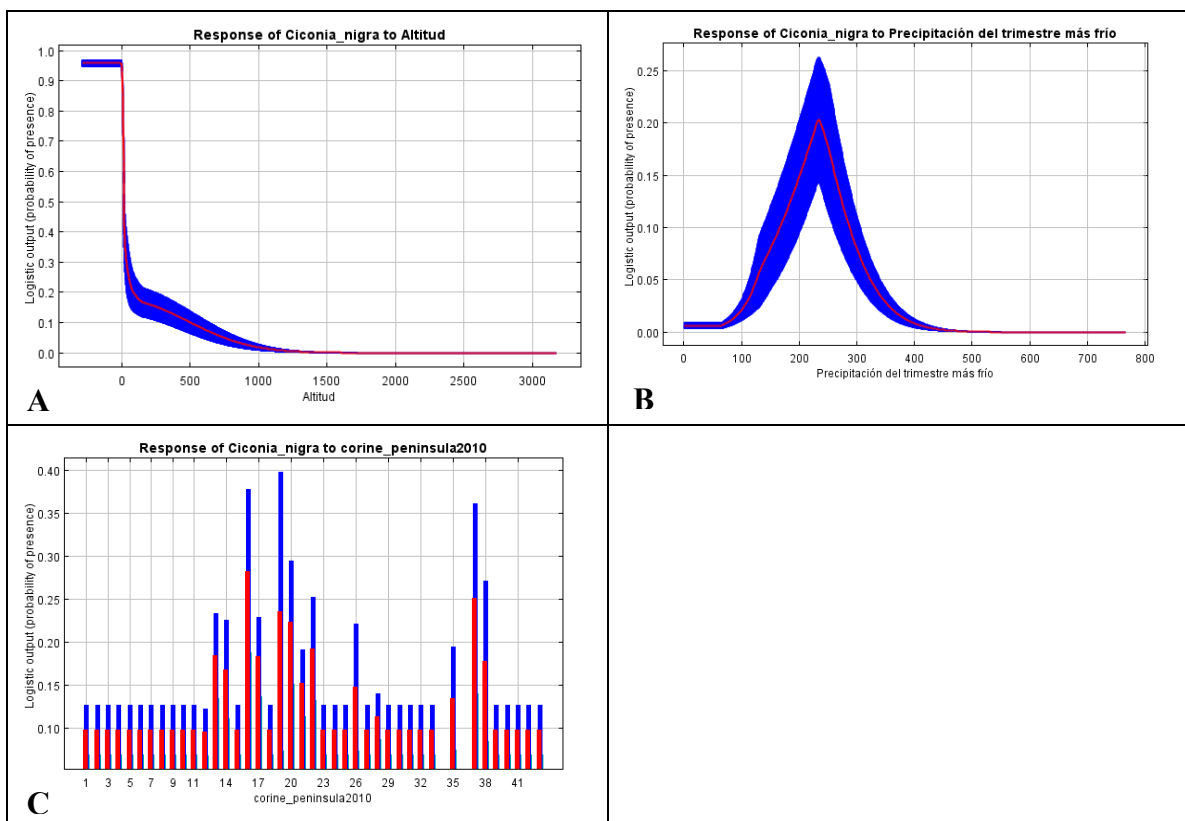 Response of Ciconia_nigra to Altitud
Logistic output (probability of presence)
1.0
0.9
0.8
0.7
0.6
0.5
0.4
0.3
0.2
0.1
0.0
0 500 1000 1500 2000 2500 3000
Altitud
A
Response of Ciconia_nigra to Precipitación del trimestre más frío
Logistic output (probability of presence)
0.25
0.20
0.15
0.10
0.05
0.00
0 100 200 300 400 500 600 700 800
Precipitación del trimestre más frío
B
Response of Ciconia_nigra to corine_peninsula2010
Logistic output (probability of presence)
0.40
0.35
0.30
0.25
0.20
0.15
0.10
1 3 5 7 9 11 14 17 20 23 26 29 32 35 38 41
corine_peninsula2010
C